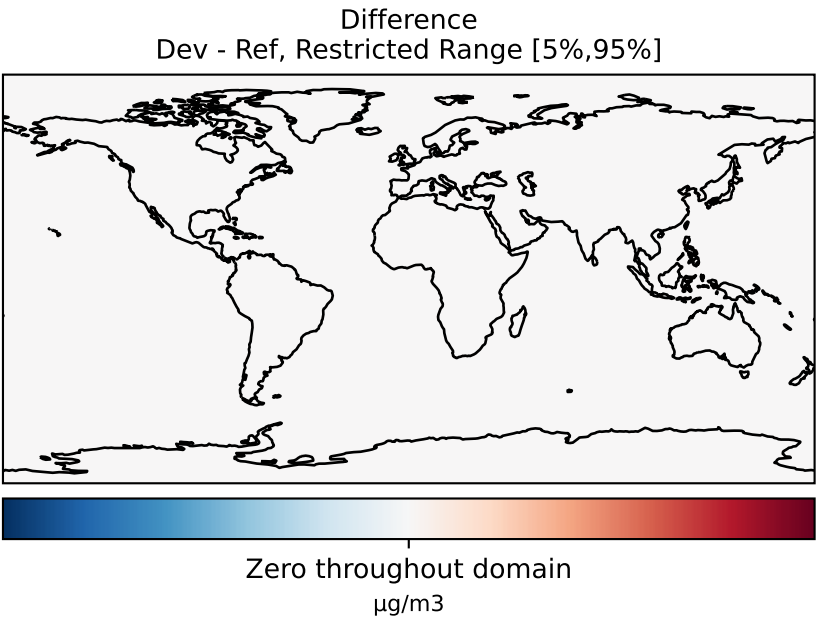 Difference
Dev - Ref, Restricted Range [5%,95%]
Zero throughout domain
μg/m3